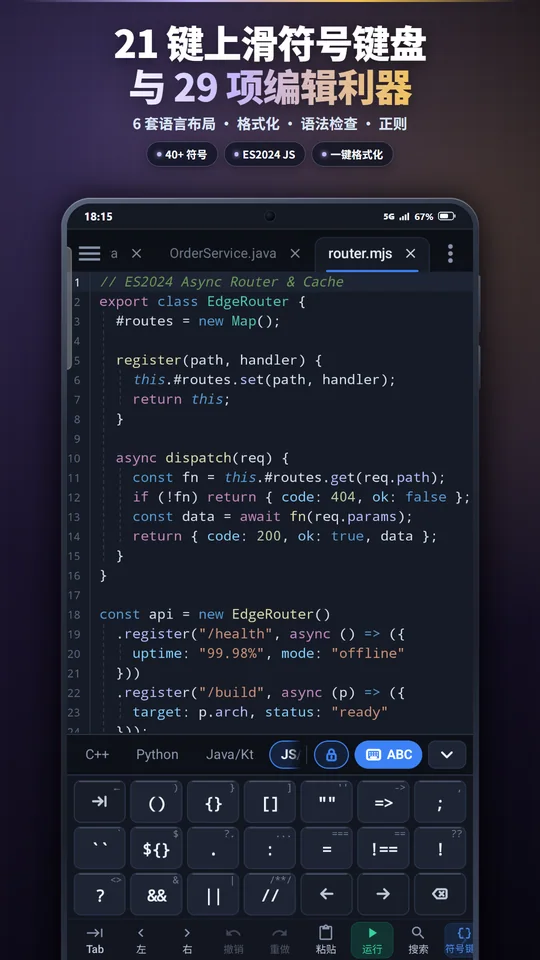 21 键上滑符号键盘
与 29 项编辑利器
6 套语言布局 • 格式化 • 语法检查 • 正则
40+ 符号 ES2024 JS 一键格式化
18:15 5G 67%
a × OrderService.java × router.mjs ×
1 // ES2024 Async Router & Cache
2 export class EdgeRouter {
3 #routes = new Map();
4
5 register(path, handler) {
6 this.#routes.set(path, handler);
7 return this;
8 }
9
10 async dispatch(req) {
11 const fn = this.#routes.get(req.path);
12 if (!fn) return { code: 404, ok: false };
13 const data = await fn(req.params);
14 return { code: 200, ok: true, data };
15 }
16 }
17
18 const api = new EdgeRouter()
19 .register("/health", async () => ({
20 uptime: "99.98%", mode: "offline"
21 }))
22 .register("/build", async (p) => ({
23 target: p.arch, status: "ready"
24 }));
C++ Python Java/Kt JS/ ABC
← ) } ] '' -> ,
→| () {} [] "" => ;
' $ ?. ... === == ??
`` ${} . : = !== !
<> & | /**/
? && || // ← → ⌫
Tab 左 右 撤销 重做 粘贴 运行 搜索 符号键